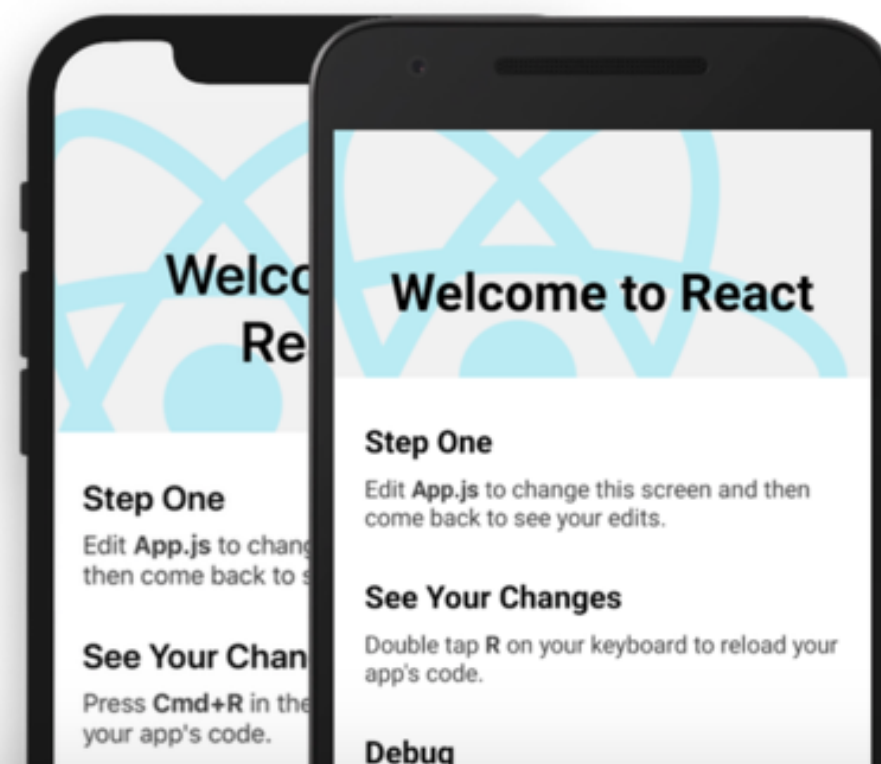 Welco
Re
Step One
Edit App.js to chang
then come back to s
See Your Chan
Press Cmd+R in the
your app's code.
Welcome to React
Step One
Edit App.js to change this screen and then
come back to see your edits.
See Your Changes
Double tap R on your keyboard to reload your
app's code.
Debug